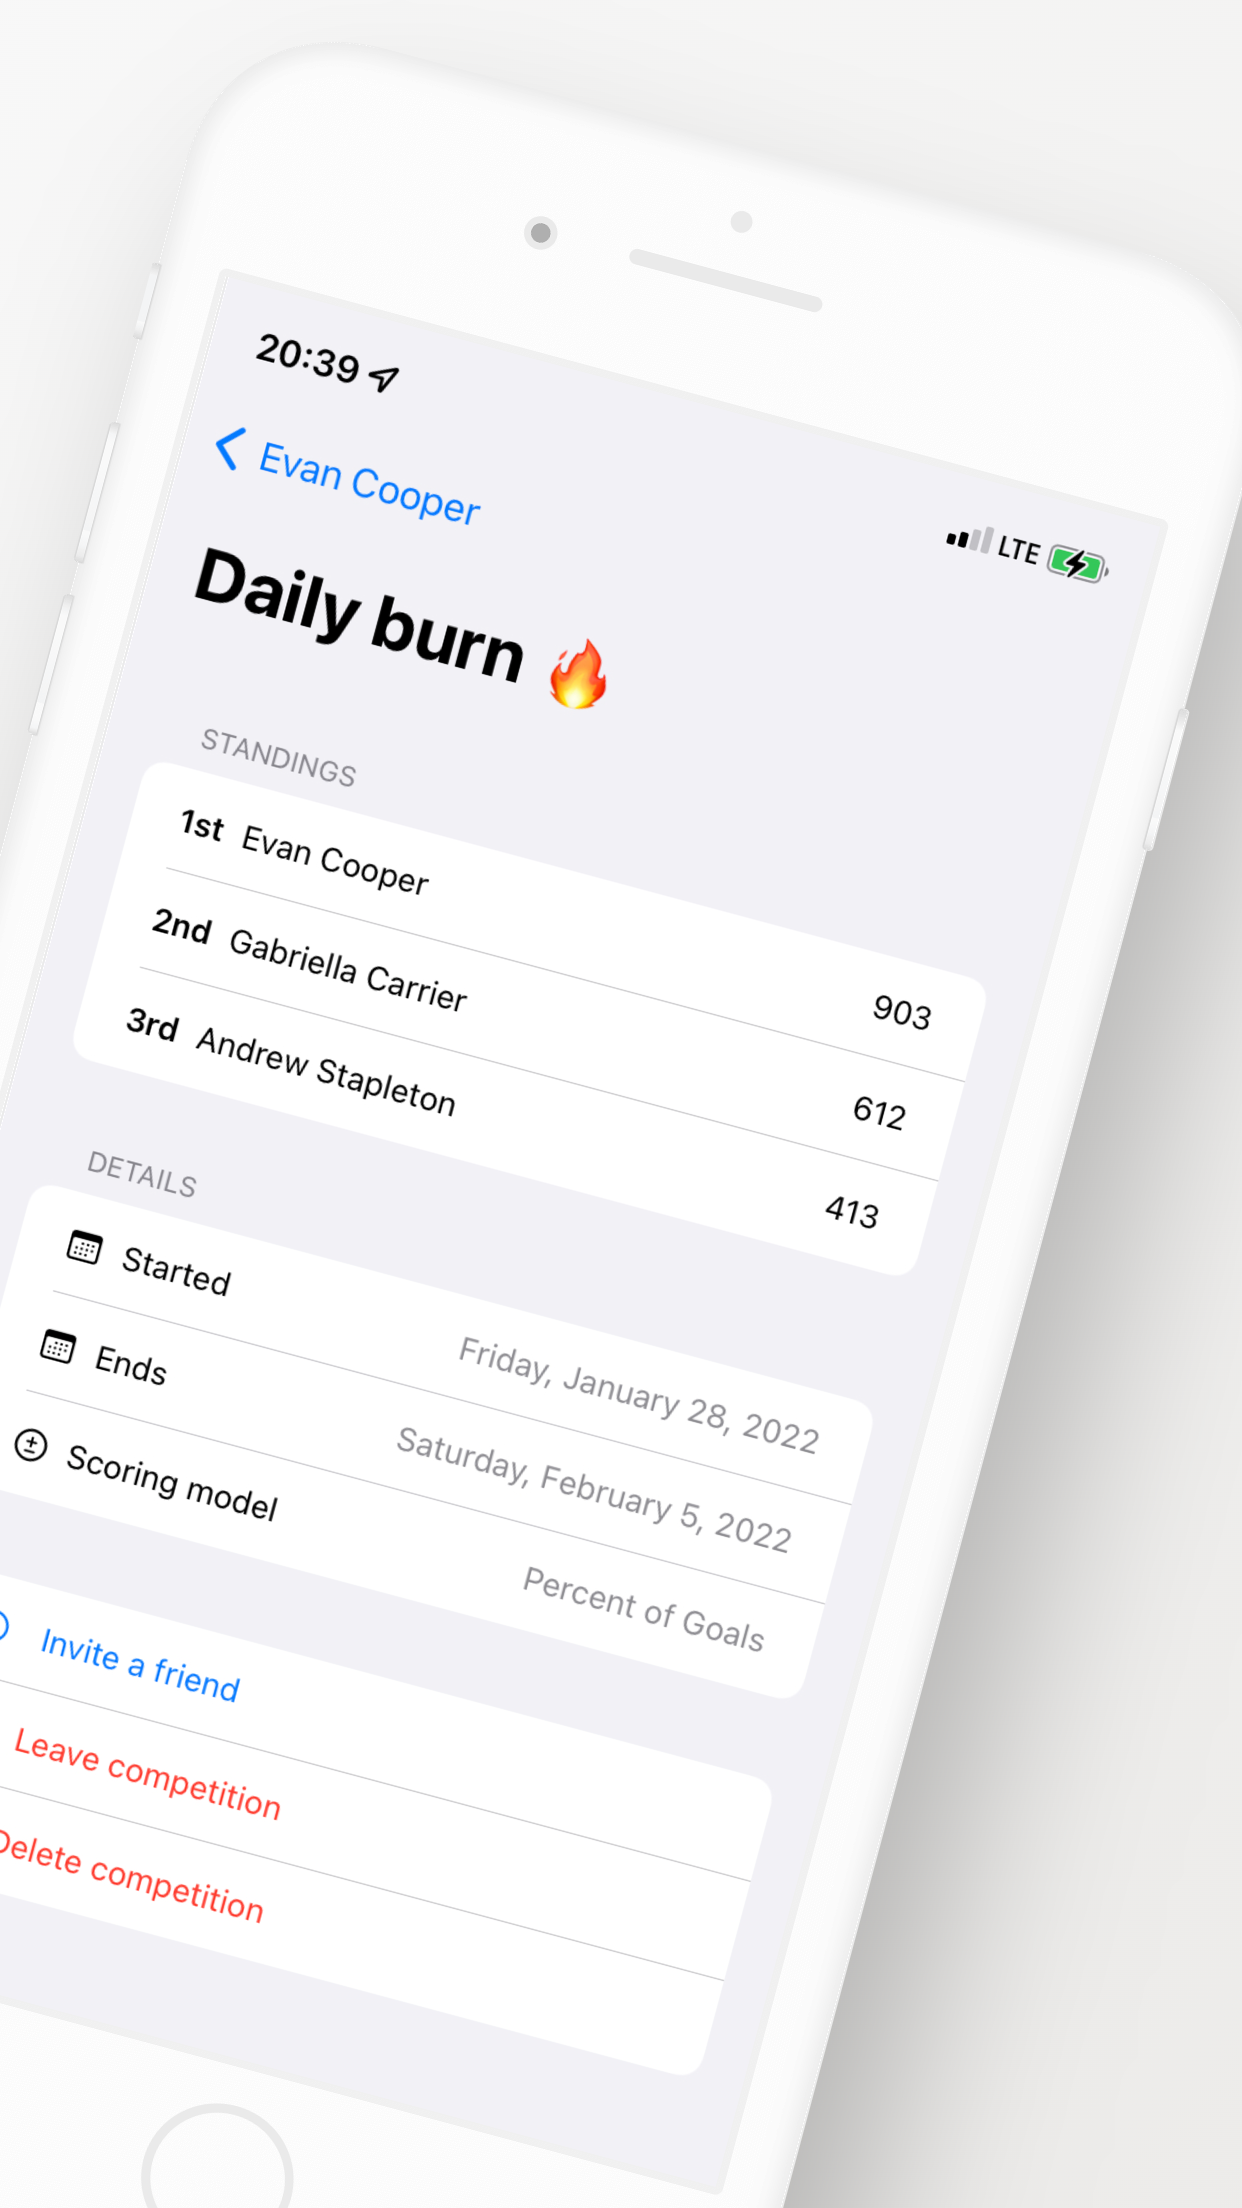 20:39
LTE
Evan Cooper
Daily burn 🔥
STANDINGS
1st Evan Cooper 903
2nd Gabriella Carrier 612
3rd Andrew Stapleton 413
DETAILS
Started Friday, January 28, 2022
Ends Saturday, February 5, 2022
Scoring model Percent of Goals
Invite a friend
Leave competition
Delete competition